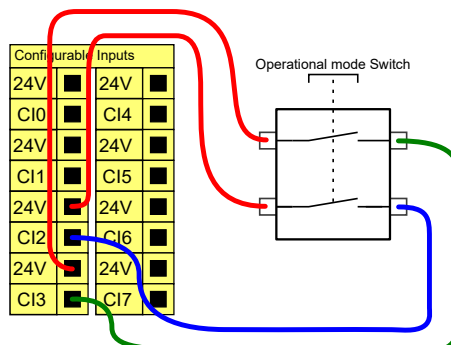 Configurable Inputs
24V 24V
CI0 CI4
24V 24V
CI1 CI5
24V 24V
CI2 CI6
24V 24V
CI3 CI7
Operational mode Switch